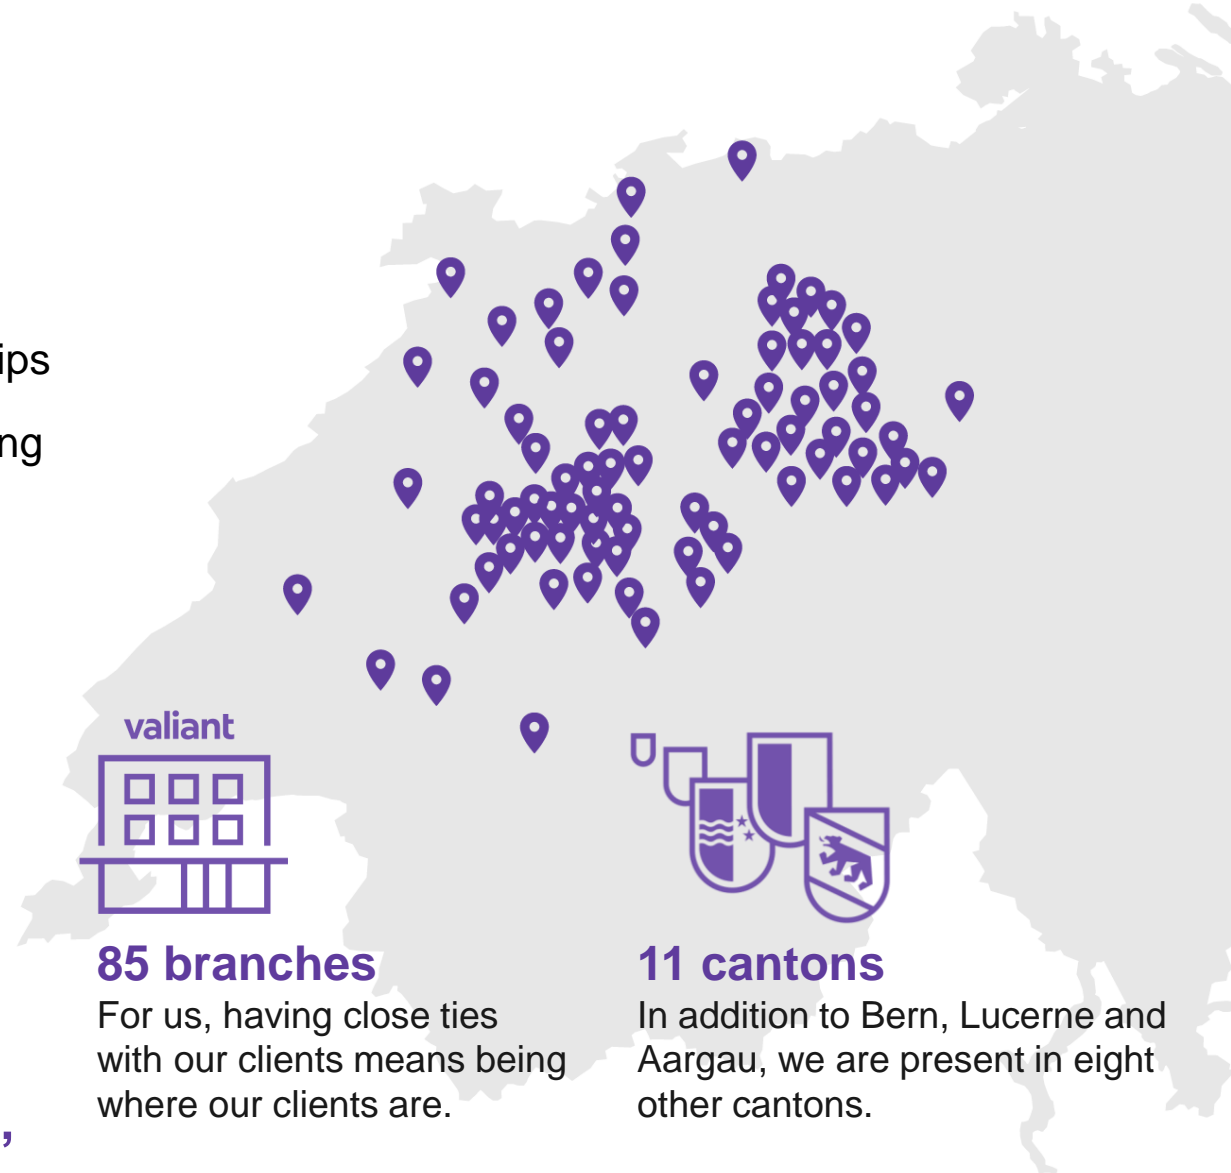 ips
ng
valiant
85 branches
For us, having close ties
with our clients means being
where our clients are.
11 cantons
In addition to Bern, Lucerne and
Aargau, we are present in eight
other cantons.
,